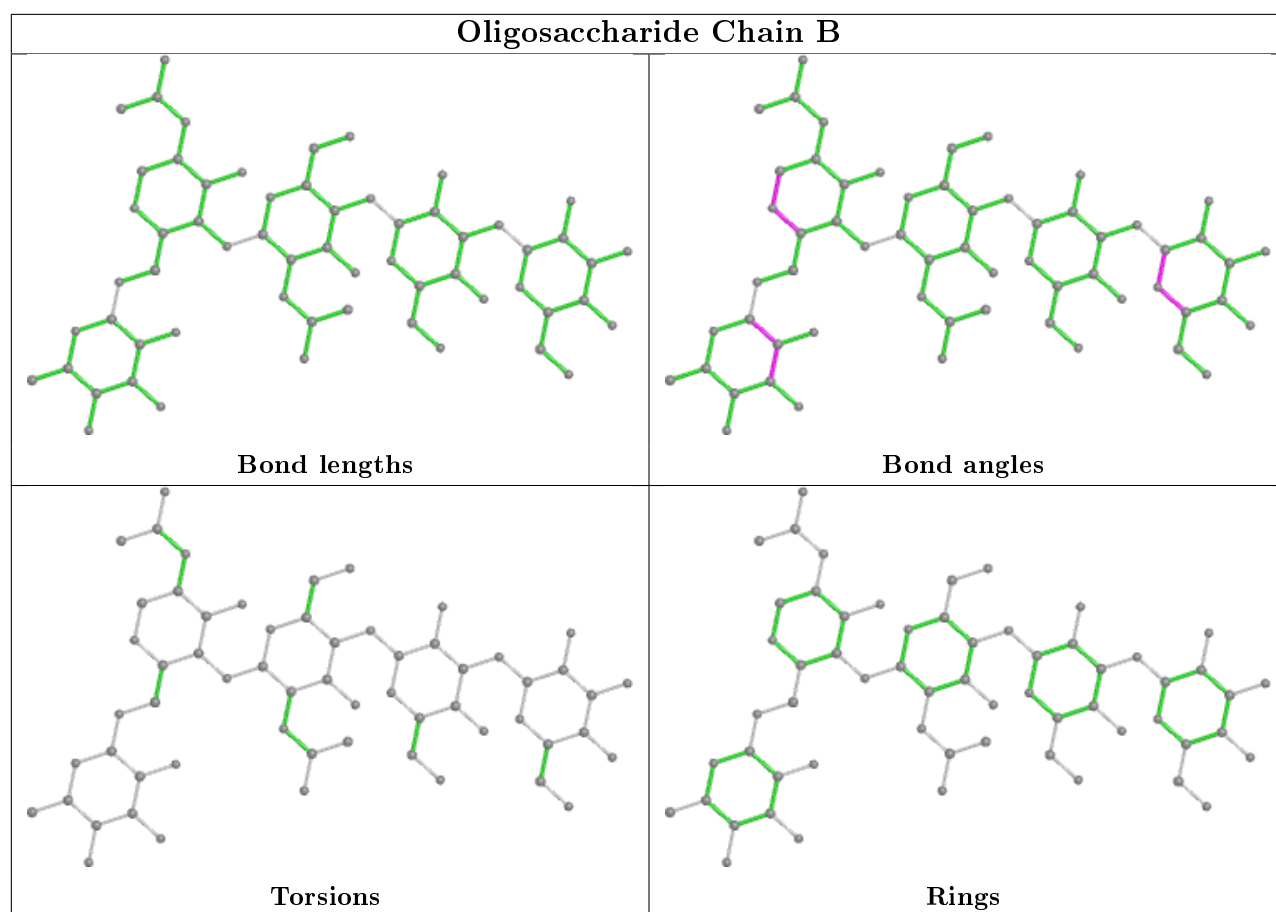 Oligosaccharide Chain B
Bond lengths
Bond angles
Torsions
Rings